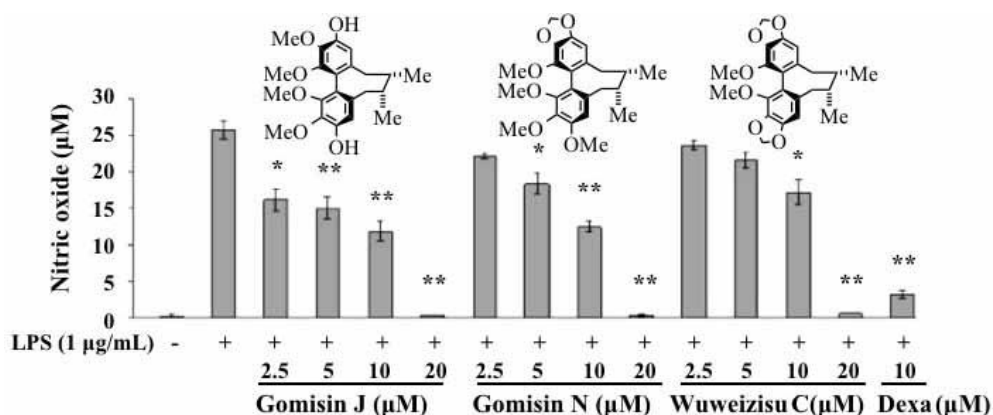 OH
MeO
MeO
MeO
MeO
OH
Me
Me
O
O
MeO
MeO
MeO
OMe
Me
Me
O
O
MeO
MeO
O
O
Me
Me
Nitric oxide (μM)
30
25
20
15
10
5
0
* ** ** **
* ** **
* **
**
LPS (1 μg/mL) - + + + + + + + + + + + + + +
2.5 5 10 20 2.5 5 10 20 2.5 5 10 20 10
Gomisin J (μM) Gomisin N (μM) Wuweizisu C(μM) Dexa (μM)